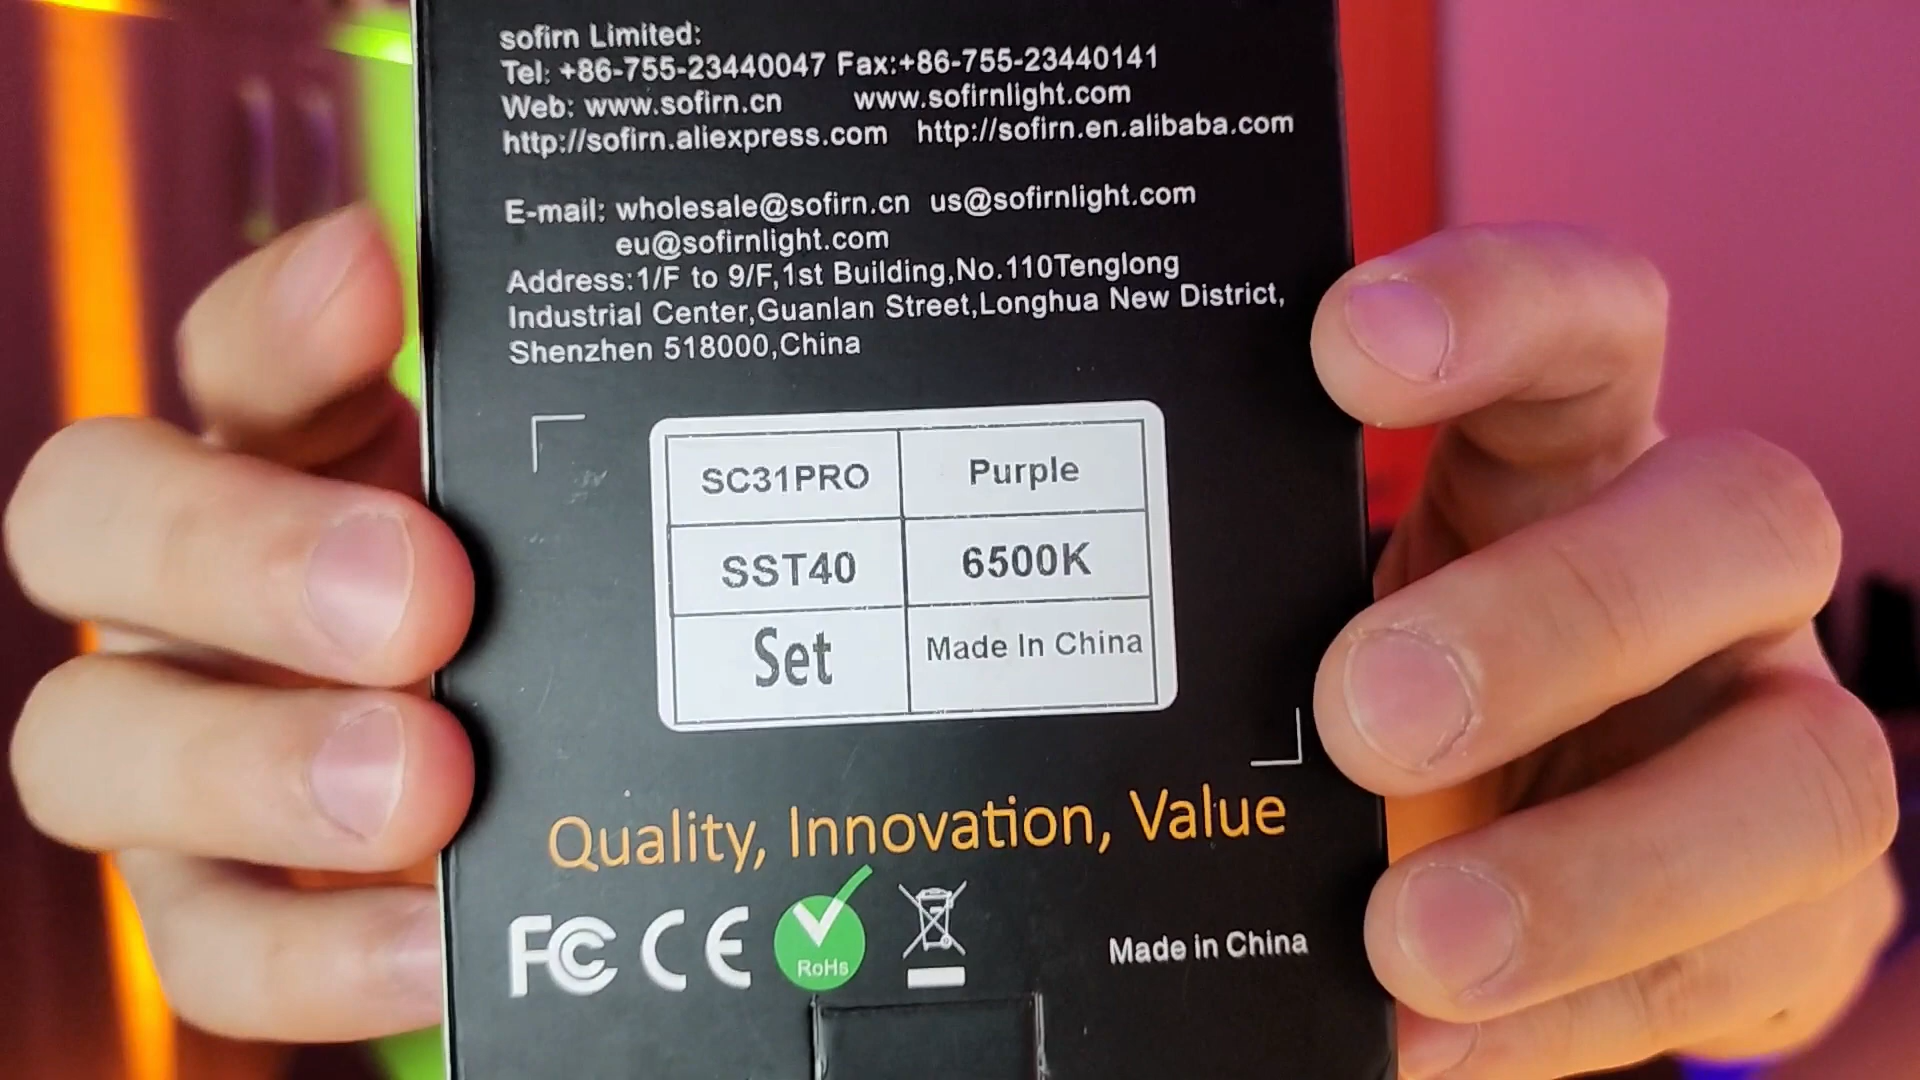 sofirn Limited:
Tel: +86-755-23440047 Fax:+86-755-23440141
Web: www.sofirn.cn www.sofirnlight.com
http://sofirn.aliexpress.com http://sofirn.en.alibaba.com
E-mail: wholesale@sofirn.cn us@sofirnlight.com
eu@sofirnlight.com
Address:1/F to 9/F,1st Building,No.110Tenglong
Industrial Center,Guanlan Street,Longhua New District,
Shenzhen 518000,China
SC31PRO Purple
SST40 6500K
Set Made In China
Quality, Innovation, Value
FC CE RoHs
Made in China